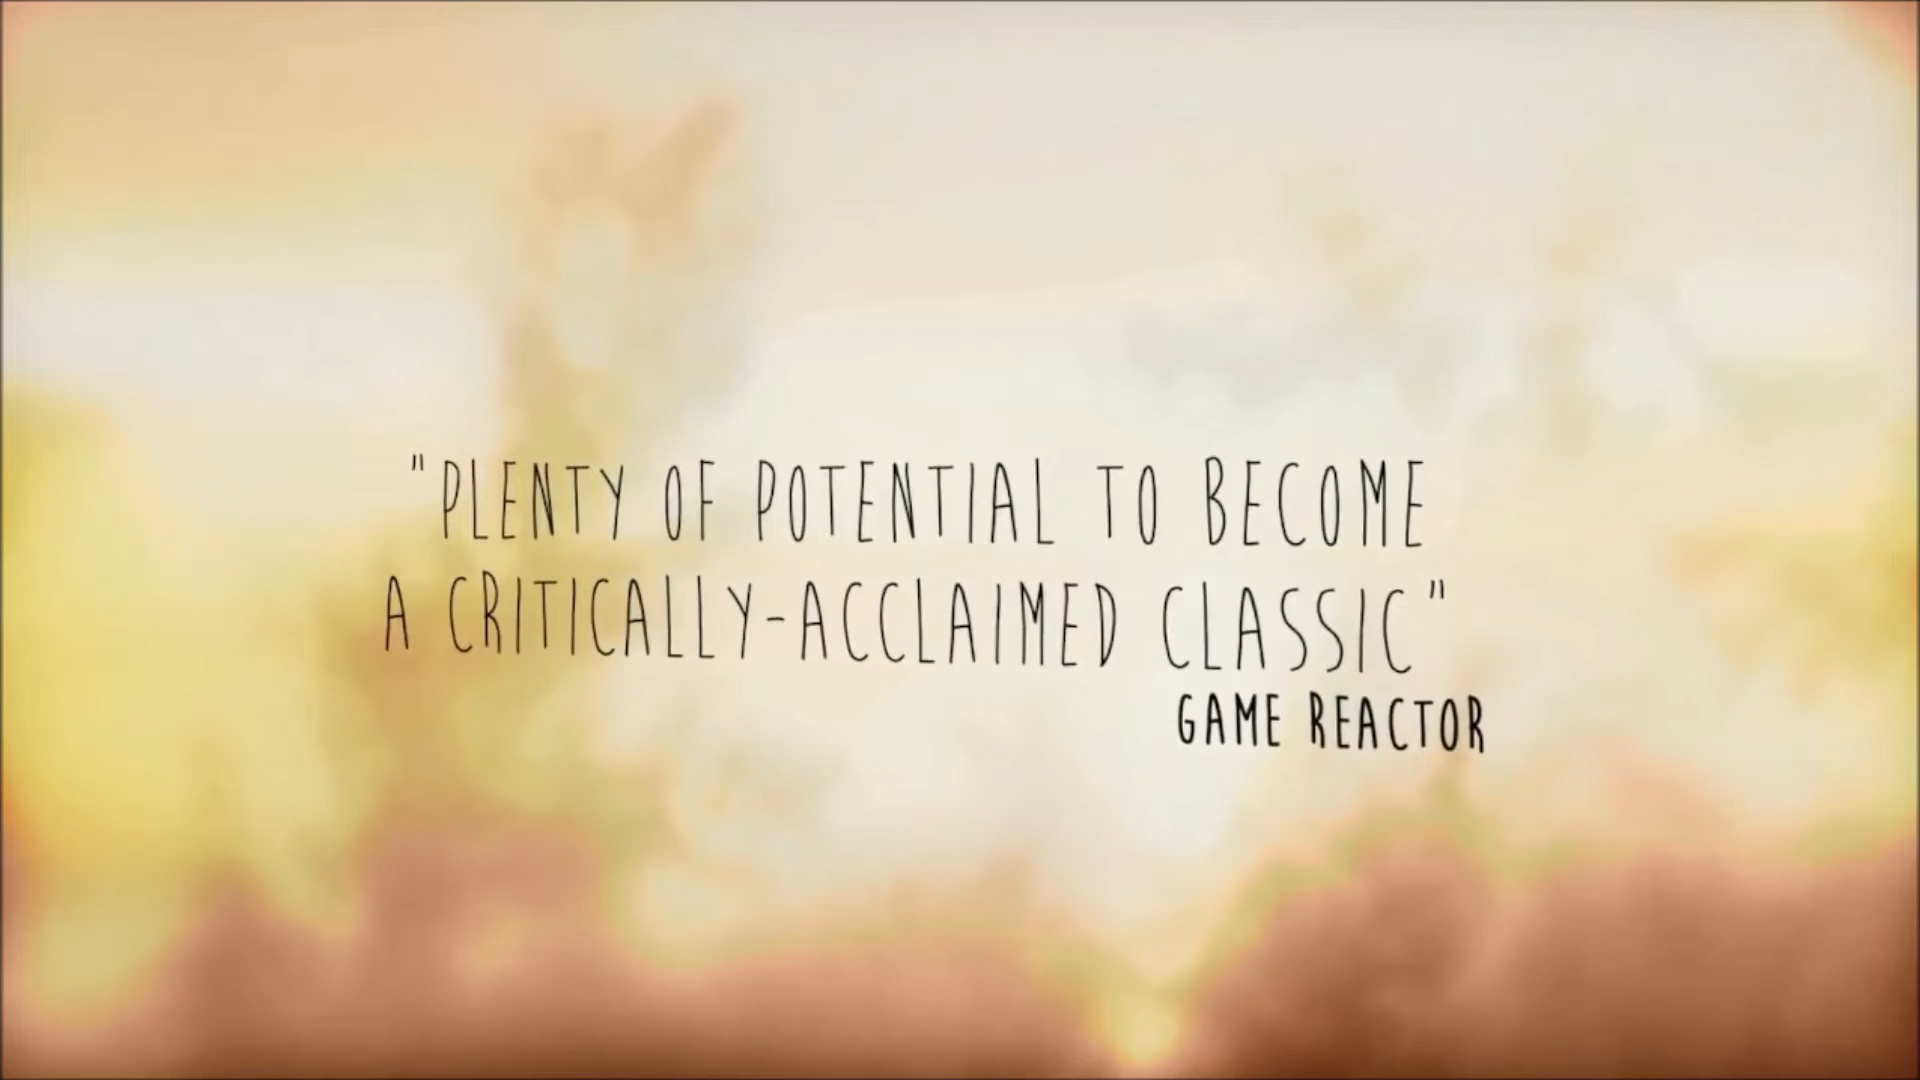 "PLENTY OF POTENTIAL TO BECOME
A CRITICALLY-ACCLAIMED CLASSIC"
GAME REACTOR